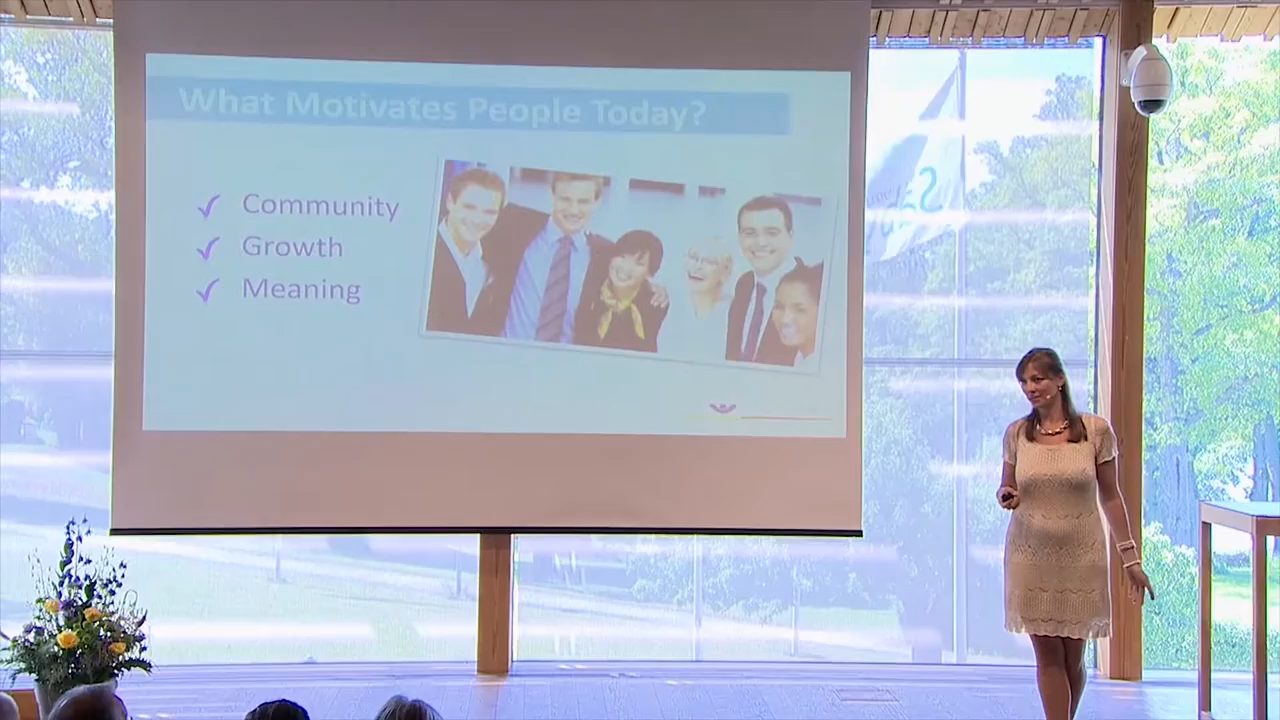 What Motivates People Today?
✓ Community
✓ Growth
✓ Meaning